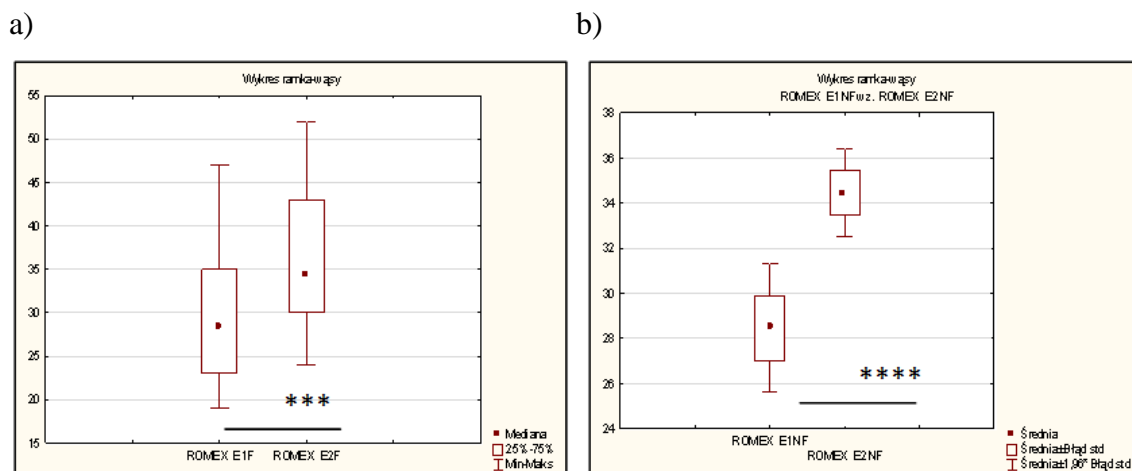 a)
b)
Wykres ramka-wąsy
55
50
45
40
35
30
25
20
15
***
ROMEX E1F ROMEX E2F
Mediana
25%-75%
Min-Maks
Wykres ramka-wąsy
ROMEX E1NF wz. ROMEX E2NF
38
36
34
32
30
28
26
24
****
ROMEX E1NF
ROMEX E2NF
Średnia
Średnia±Błąd std
Średnia±1,96*Błąd std